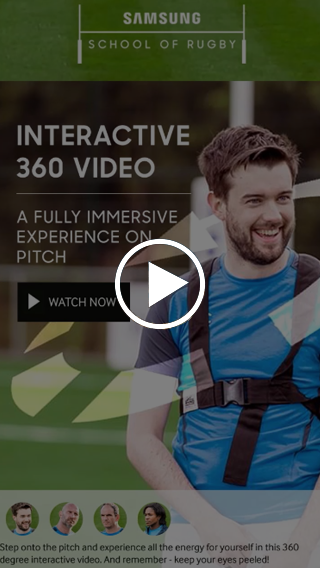 SAMSUNG
SCHOOL OF RUGBY
INTERACTIVE
360 VIDEO
A FULLY IMMERSIVE
EXPERIENCE ON
PITCH
WATCH NOW
Step onto the pitch and experience all the energy for yourself in this 360
degree interactive video. And remember - keep your eyes peeled!